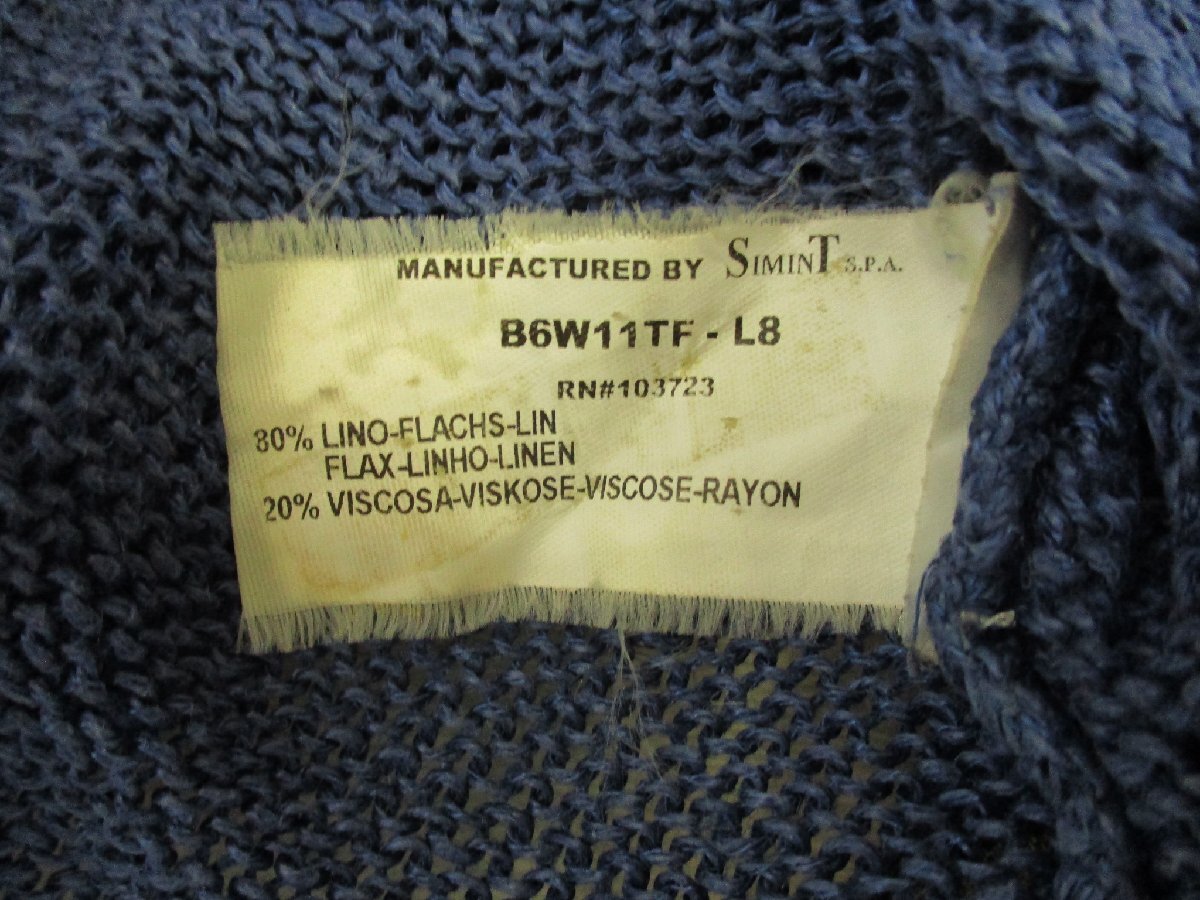 MANUFACTURED BY SIMINT S.P.A.
B6W11TF - L8
RN#103723
80% LINO-FLACHS-LIN
FLAX-LINHO-LINEN
20% VISCOSA-VISKOSE-VISCOSE-RAYON